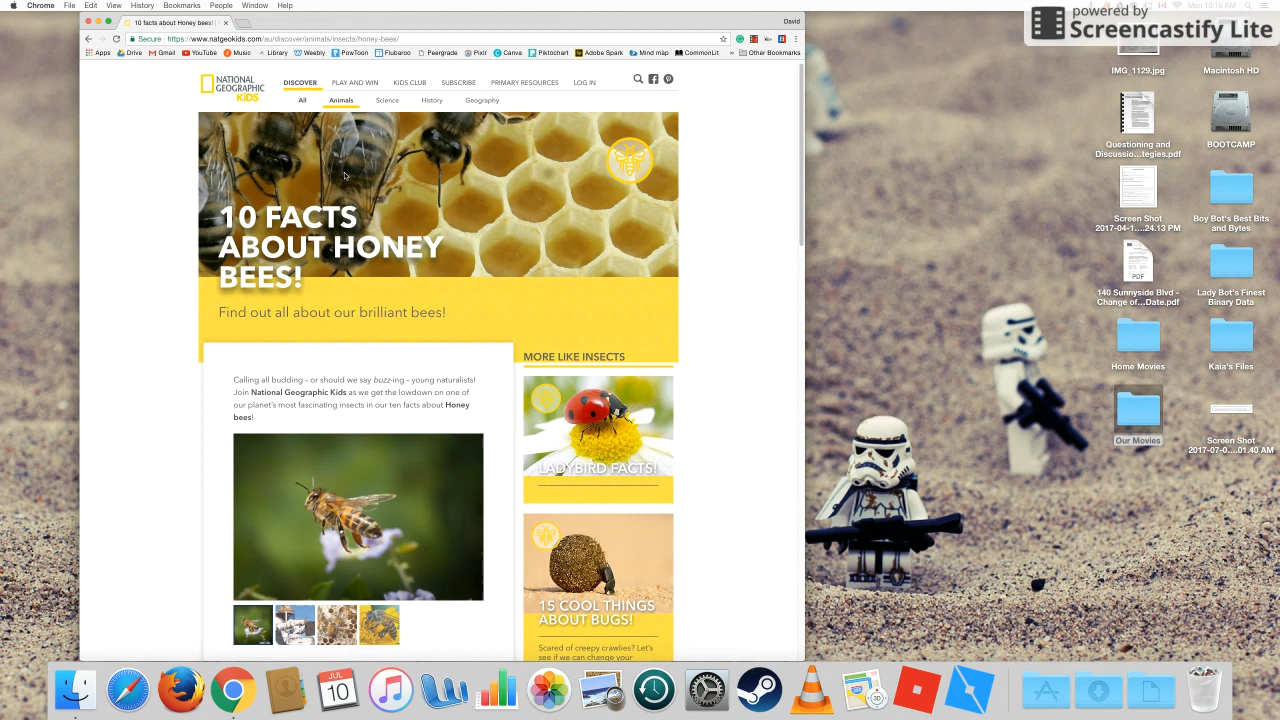 Chrome File Edit View History Bookmarks People Window Help
Mon 10:16 AM
powered by
Screencastify Lite
10 facts about Honey bees! |
David
Secure https://www.natgeokids.com/au/discover/animals/insects/honey-bees/
Apps Drive Gmail YouTube Music Library Weebly PowToon Fiubaroo Peergrade Pixlr Canva Piktochart Adobe Spark Mind map CommonLit » Other Bookmarks
NATIONAL
GEOGRAPHIC
KiDS
DISCOVER PLAY AND WIN KIDS CLUB SUBSCRIBE PRIMARY RESOURCES LOG IN
All Animals Science History Geography
10 FACTS
ABOUT HONEY
BEES!
Find out all about our brilliant bees!
Calling all budding – or should we say buzz-ing – young naturalists!
Join National Geographic Kids as we get the lowdown on one of
our planet's most fascinating insects in our ten facts about Honey
bees!
MORE LIKE INSECTS
LADYBIRD FACTS!
15 COOL THINGS
ABOUT BUGS!
Scared of creepy crawlies? Let's
see if we can change your
IMG_1129.jpg
Macintosh HD
Questioning and
Discussio...tegies.pdf
BOOTCAMP
Screen Shot
2017-04-1....24.13 PM
Boy Bot's Best Bits
and Bytes
PDF
140 Sunnyside Blvd -
Change of...Date.pdf
Lady Bot's Finest
Binary Data
Home Movies
Kaia's Files
Our Movies
Screen Shot
2017-07-0....01.40 AM
JUL
10
3D